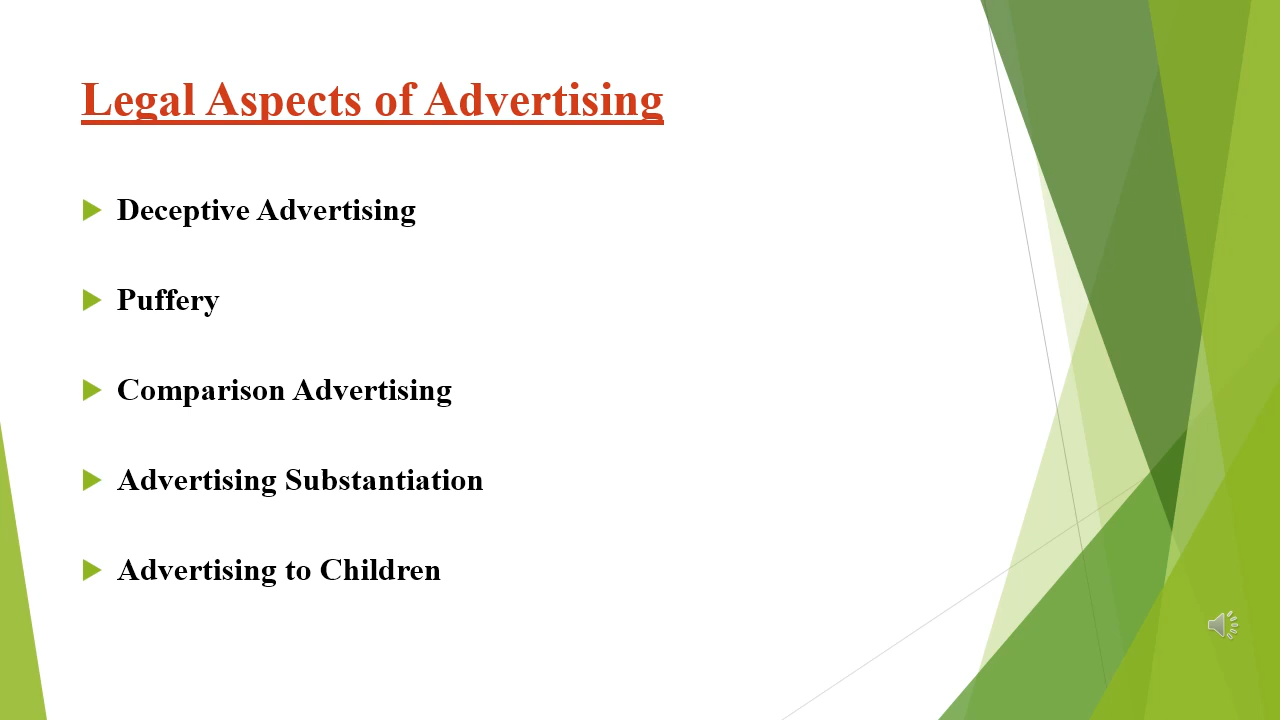 Legal Aspects of Advertising
Deceptive Advertising
Puffery
Comparison Advertising
Advertising Substantiation
Advertising to Children